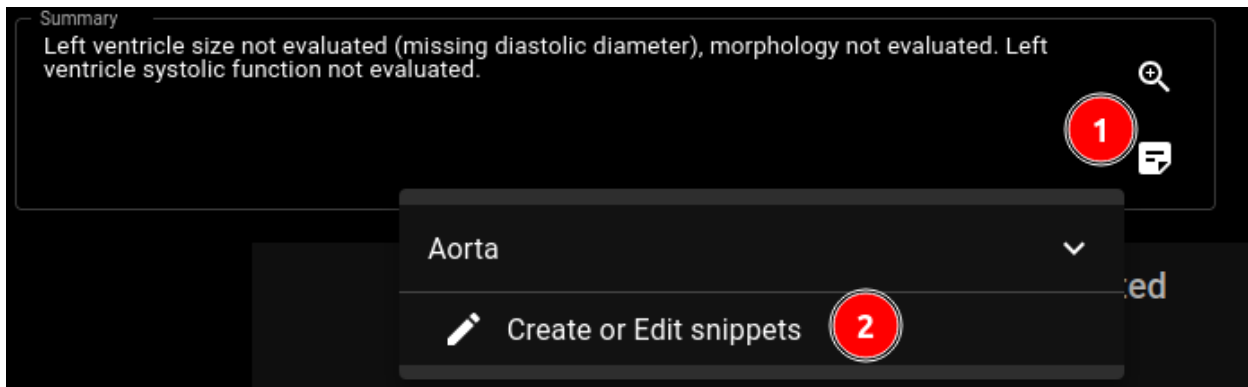 Summary
Left ventricle size not evaluated (missing diastolic diameter), morphology not evaluated. Left
ventricle systolic function not evaluated.
1
Aorta
ted
Create or Edit snippets
2